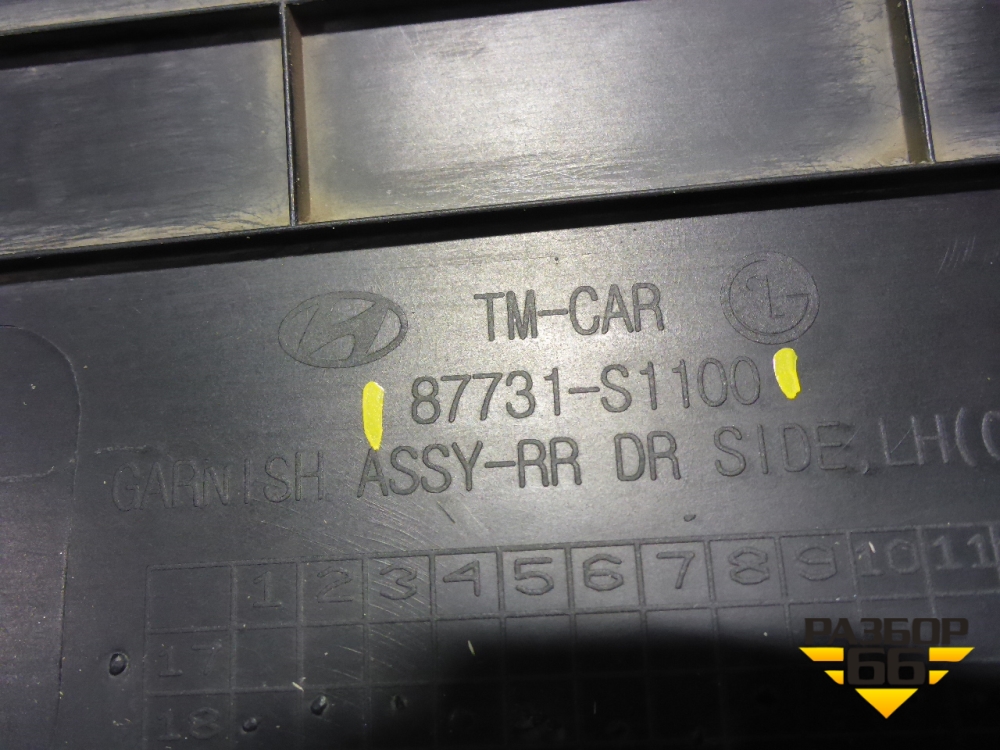 TM-CAR
87731-S1100
GARNISH ASSY-RR DR SIDE,LH(
1 2 3 4 5 6 7 8 9 10 11
17
18
РАЗБОР
66